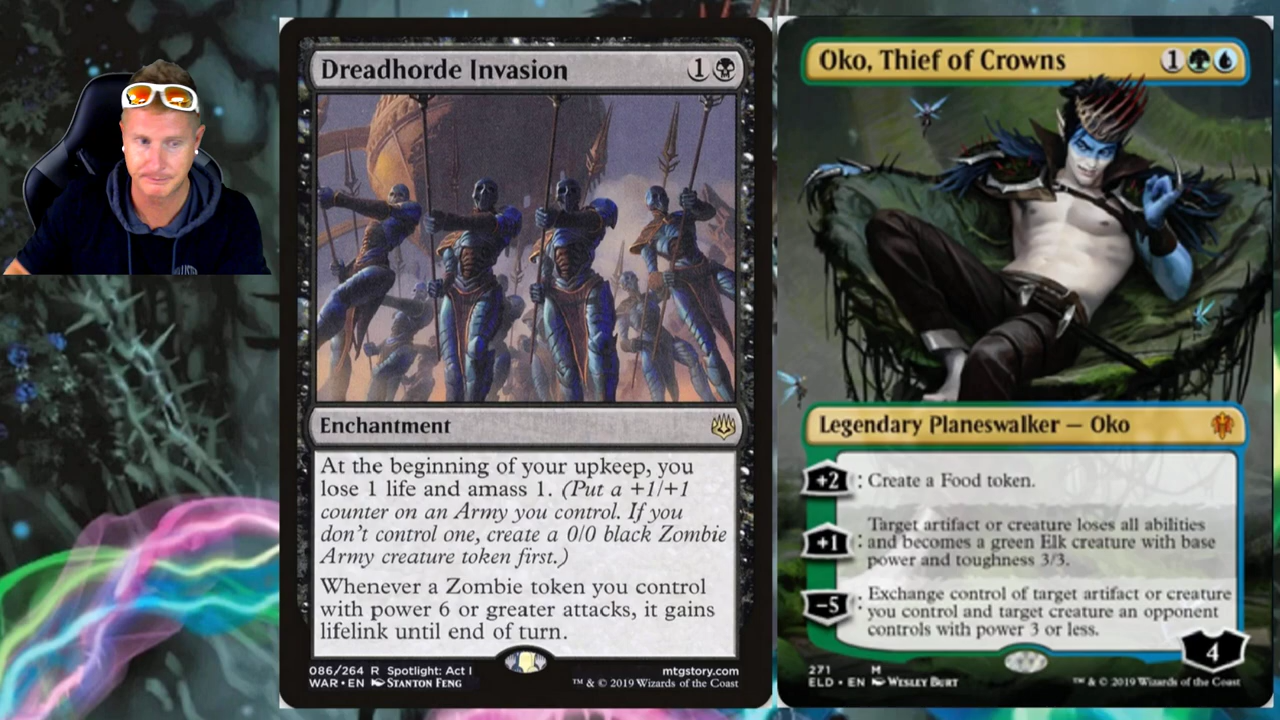 Dreadhorde Invasion 1
Enchantment
At the beginning of your upkeep, you
lose 1 life and amass 1. (Put a +1/+1
counter on an Army you control. If you
don't control one, create a 0/0 black Zombie
Army creature token first.)
Whenever a Zombie token you control
with power 6 or greater attacks, it gains
lifelink until end of turn.
086/264 R Spotlight: Act I
WAR • EN STANTON FENG
mtgstory.com
™ & © 2019 Wizards of the Coast
Oko, Thief of Crowns 1
Legendary Planeswalker — Oko
+2 : Create a Food token.
Target artifact or creature loses all abilities
+1 : and becomes a green Elk creature with base
power and toughness 3/3.
Exchange control of target artifact or creature
−5 : you control and target creature an opponent
controls with power 3 or less.
4
271 M
ELD • EN WESLEY BURT
™ & © 2019 Wizards of the Coast